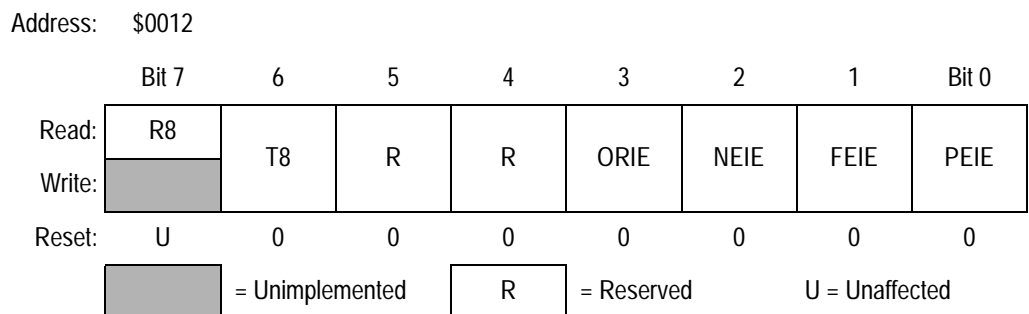 Address: $0012
Bit 7 6 5 4 3 2 1 Bit 0
Read: R8
T8 R R ORIE NEIE FEIE PEIE
Write:
Reset: U 0 0 0 0 0 0 0
= Unimplemented R = Reserved U = Unaffected